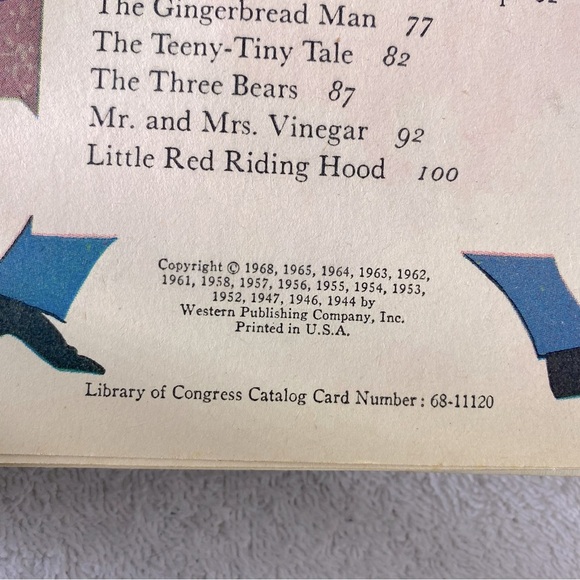 The Gingerbread Man 77
The Teeny-Tiny Tale 82
The Three Bears 87
Mr. and Mrs. Vinegar 92
Little Red Riding Hood 100
Copyright © 1968, 1965, 1964, 1963, 1962,
1961, 1958, 1957, 1956, 1955, 1954, 1953,
1952, 1947, 1946, 1944 by
Western Publishing Company, Inc.
Printed in U.S.A.
Library of Congress Catalog Card Number: 68-11120